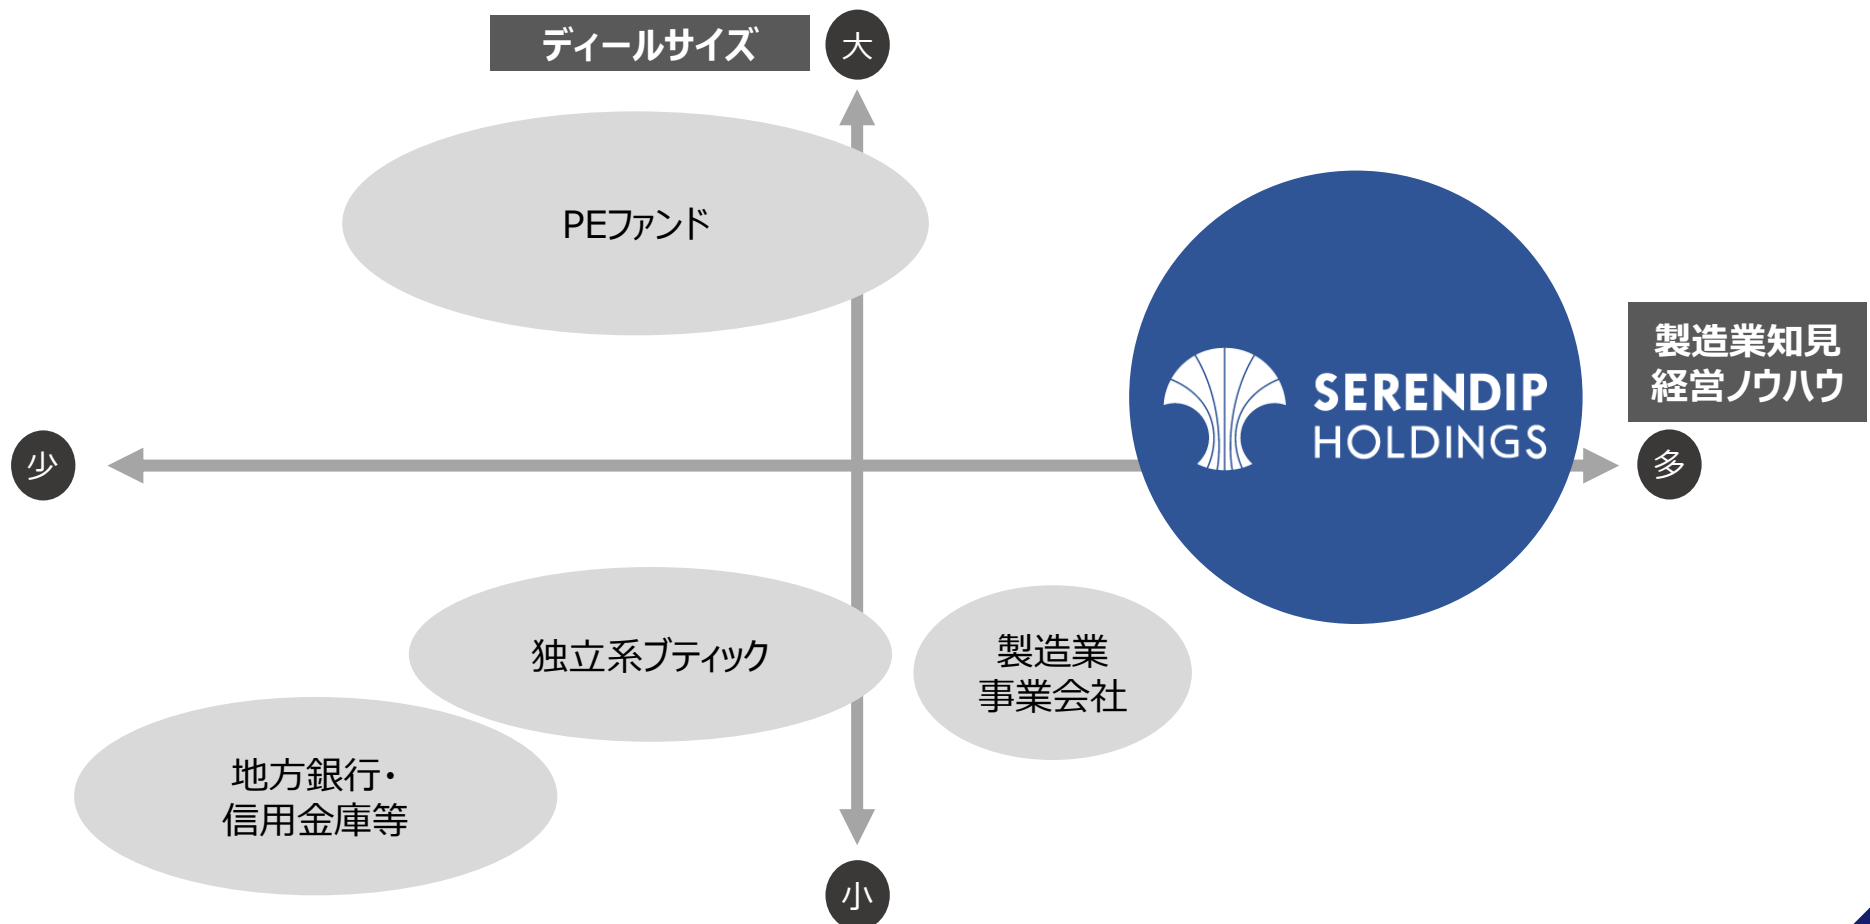 ディールサイズ
大
PEファンド
製造業知見
経営ノウハウ
SERENDIP
HOLDINGS
少
多
独立系ブティック
製造業
事業会社
地方銀行・
信用金庫等
小